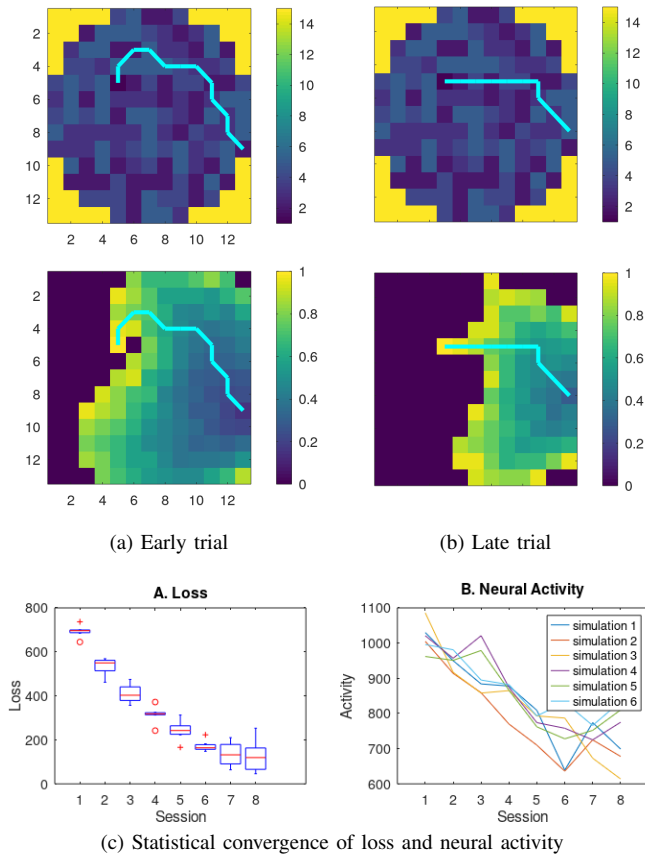 2
4
6
8
10
12
2 4 6 8 10 12
14
12
10
8
6
4
2
14
12
10
8
6
4
2
2
4
6
8
10
12
2 4 6 8 10 12
1
0.8
0.6
0.4
0.2
0
1
0.8
0.6
0.4
0.2
0
(a) Early trial
(b) Late trial
A. Loss
800
600
400
200
0
Loss
1 2 3 4 5 6 7 8
Session
B. Neural Activity
1100
1000
900
800
700
600
Activity
simulation 1
simulation 2
simulation 3
simulation 4
simulation 5
simulation 6
1 2 3 4 5 6 7 8
Session
(c) Statistical convergence of loss and neural activity